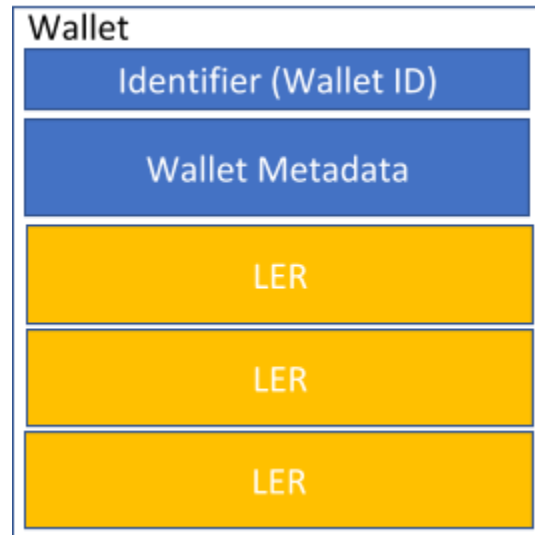 Wallet
Identifier (Wallet ID)
Wallet Metadata
LER
LER
LER